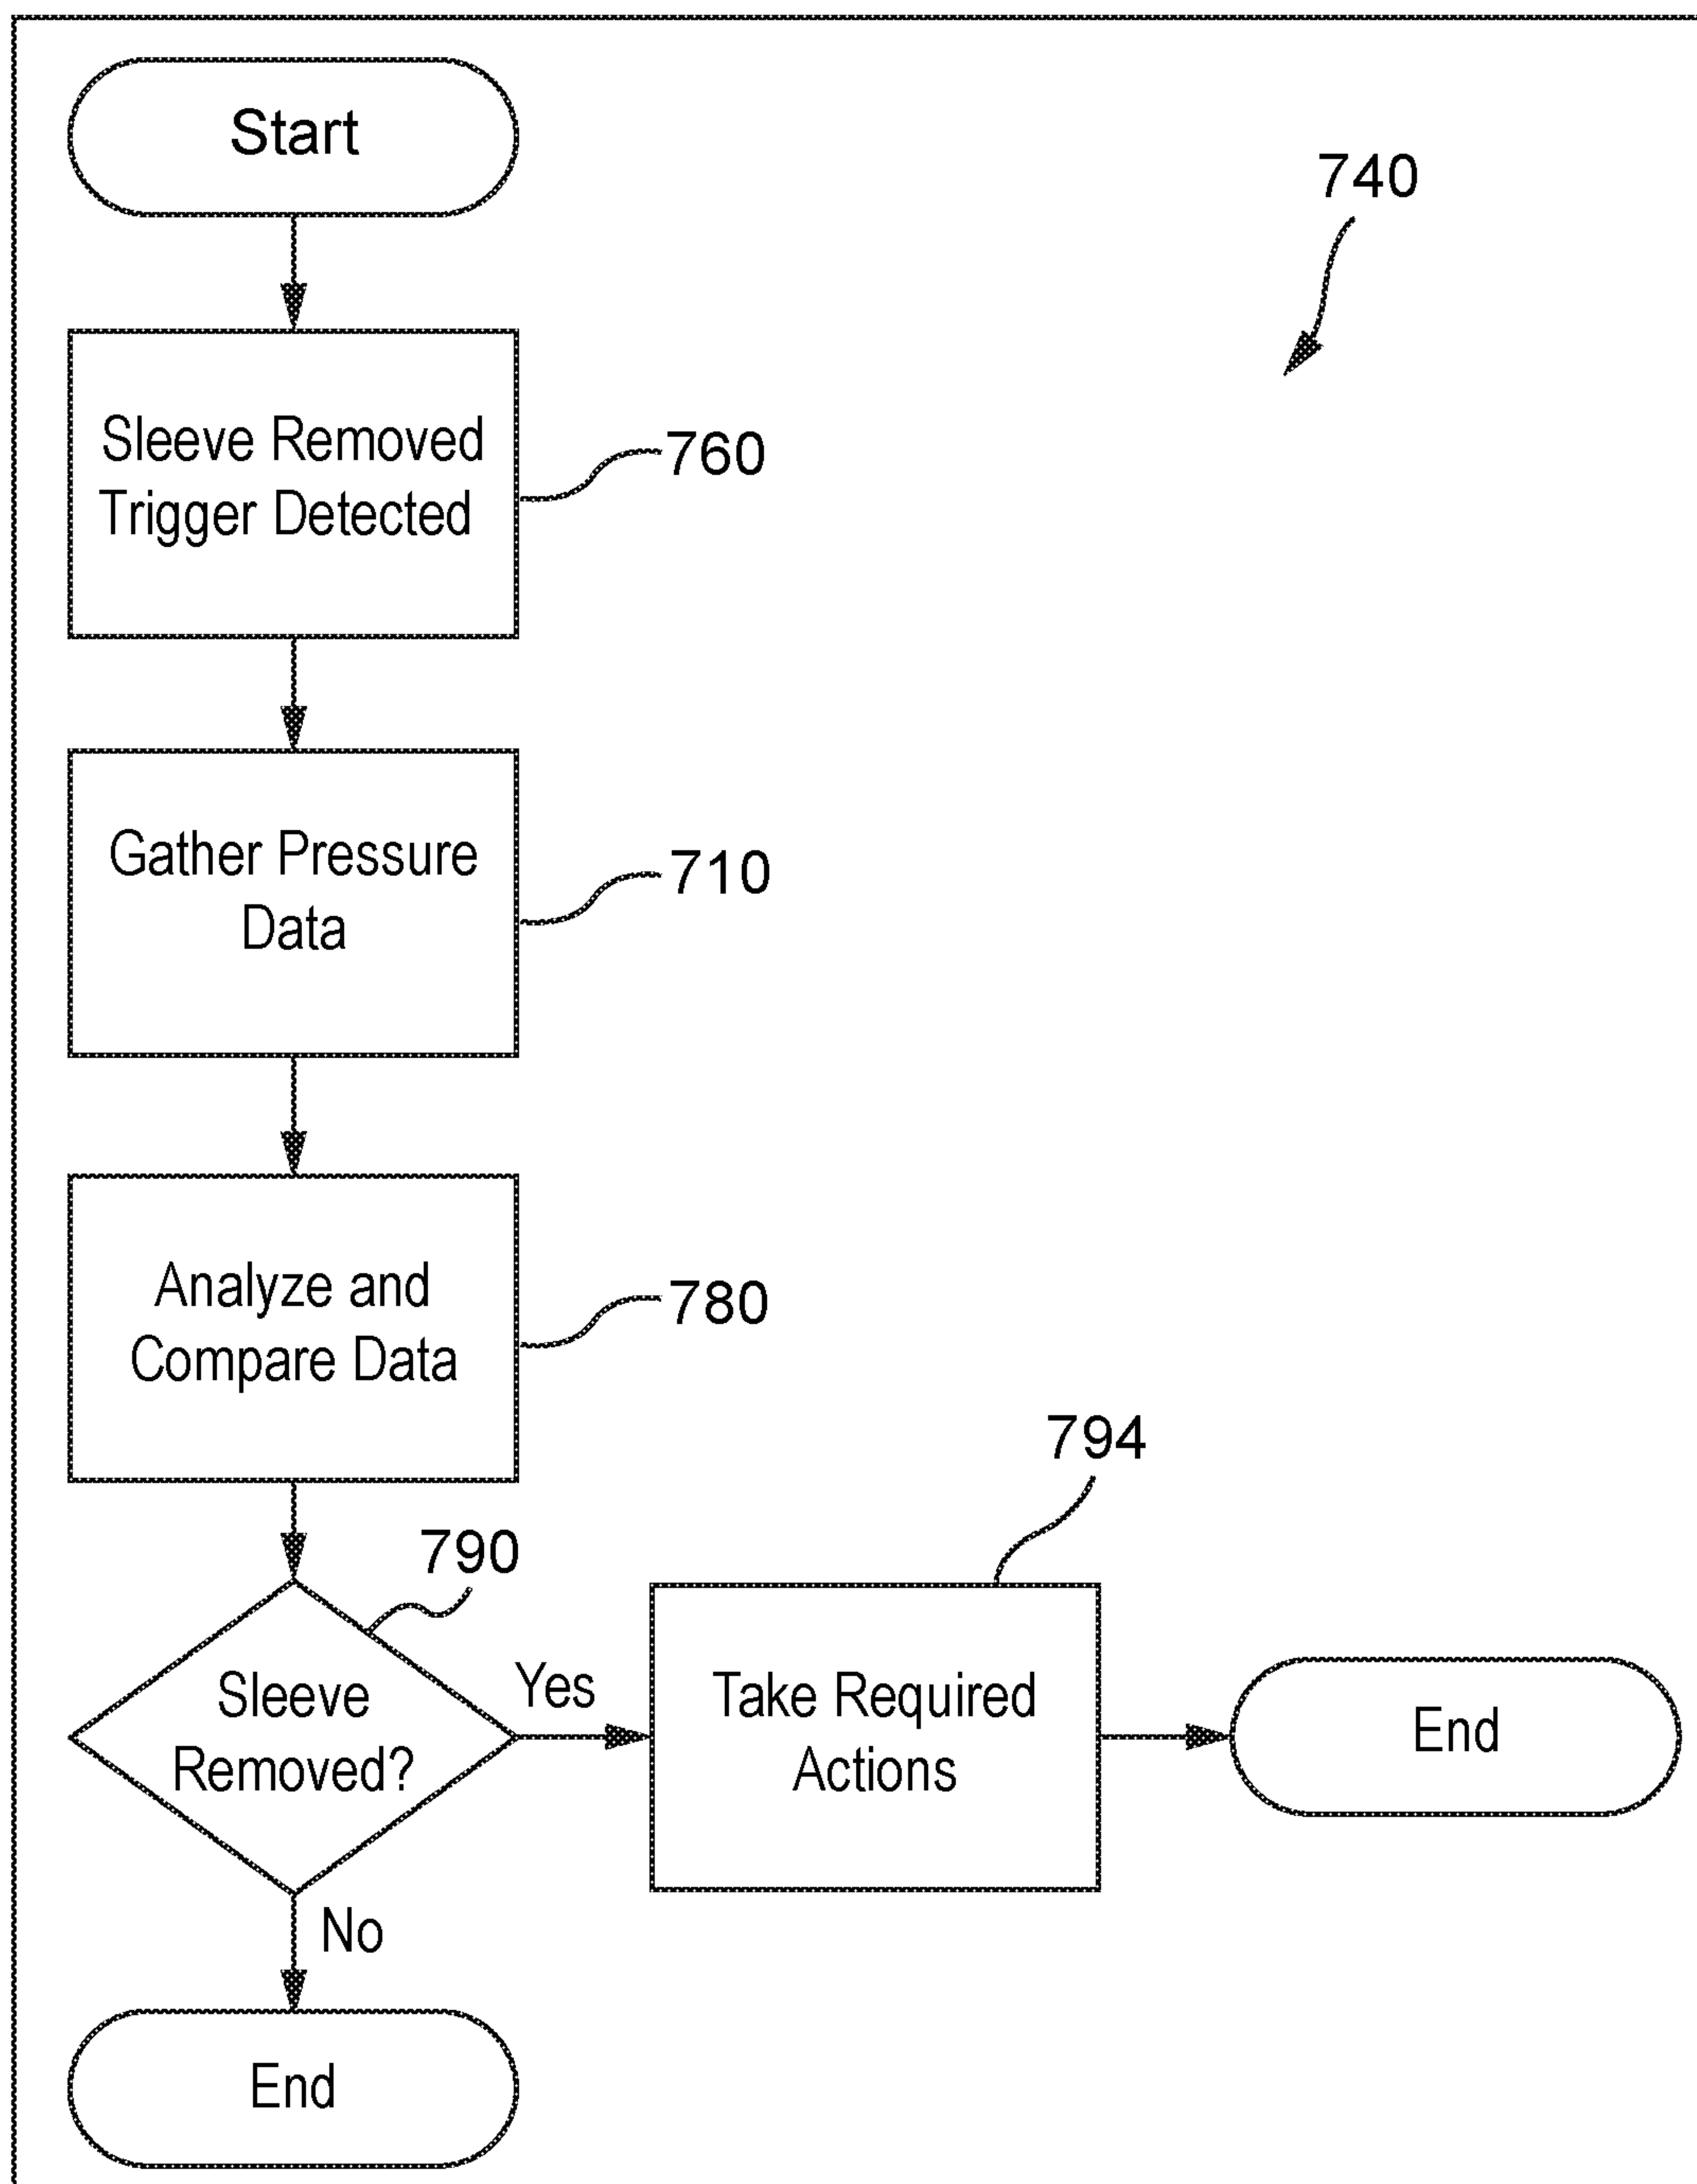 Start
740
Sleeve Removed
Trigger Detected
760
Gather Pressure
Data
710
Analyze and
Compare Data
780
794
790
Sleeve
Removed?
Yes
Take Required
Actions
End
No
End